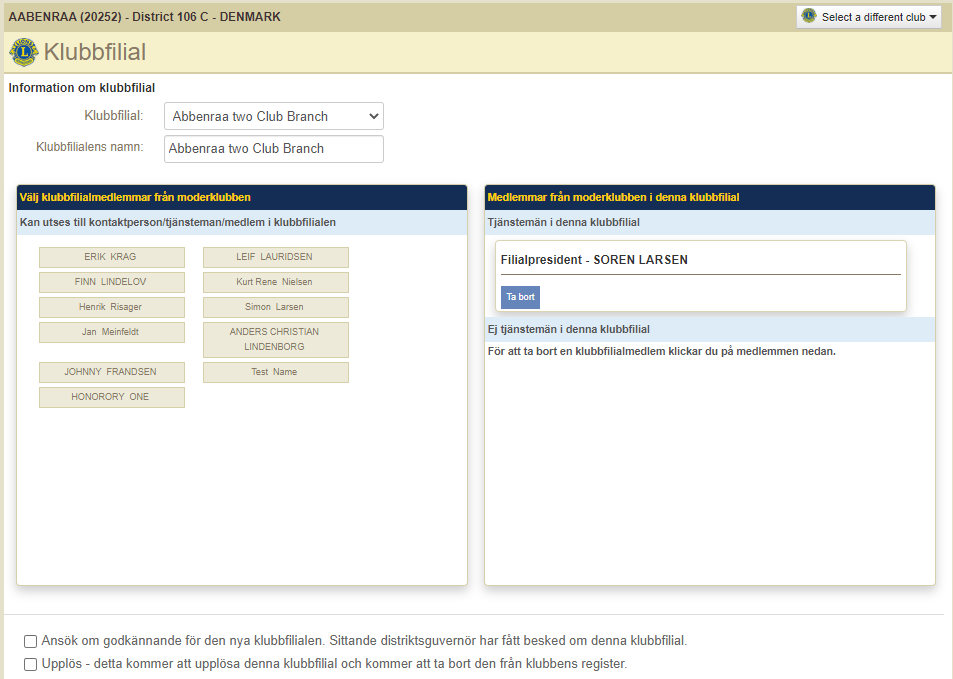 AABENRAA (20252) - District 106 C - DENMARK
Select a different club
Klubbfilial
Information om klubbfilial
Klubbfilial:
Abbenraa two Club Branch
Klubbfilialens namn:
Abbenraa two Club Branch
Välj klubbfilialmedlemmar från moderklubben
Kan utses till kontaktperson/tjänsteman/medlem i klubbfilialen
ERIK KRAG
LEIF LAURIDSEN
FINN LINDELOV
Kurt Rene Nielsen
Henrik Risager
Simon Larsen
Jan Meinfeldt
ANDERS CHRISTIAN
LINDENBORG
JOHNNY FRANDSEN
Test Name
HONORORY ONE
Medlemmar från moderklubben i denna klubbfilial
Tjänstemän i denna klubbfilial
Filialpresident - SOREN LARSEN
Ta bort
Ej tjänstemän i denna klubbfilial
För att ta bort en klubbfilialmedlem klickar du på medlemmen nedan.
Ansök om godkännande för den nya klubbfilialen. Sittande distriktsguvernör har fått besked om denna klubbfilial.
Upplös - detta kommer att upplösa denna klubbfilial och kommer att ta bort den från klubbens register.